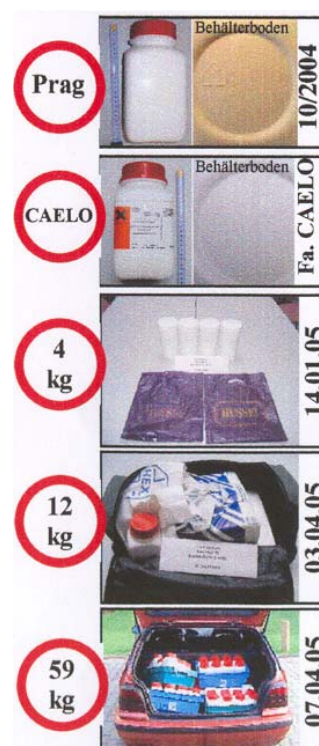 Prag
Behälterboden
10/2004
CAELO
Behälterboden
Fa. CAELO
4
kg
14.01.05
12
kg
03.04.05
59
kg
07.04.05